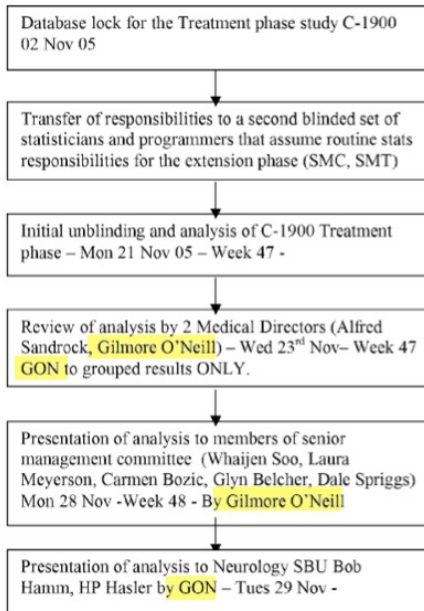 Database lock for the Treatment phase study C-1900
02 Nov 05
Transfer of responsibilities to a second blinded set of
statisticians and programmers that assume routine stats
responsibilities for the extension phase (SMC, SMT)
Initial unblinding and analysis of C-1900 Treatment
phase – Mon 21 Nov 05 – Week 47 -
Review of analysis by 2 Medical Directors (Alfred
Sandrock, Gilmore O'Neill) – Wed 23rd Nov– Week 47
GON to grouped results ONLY.
Presentation of analysis to members of senior
management committee (Whaijen Soo, Laura
Meyerson, Carmen Bozic, Glyn Belcher, Dale Spriggs)
Mon 28 Nov -Week 48 - By Gilmore O'Neill
Presentation of analysis to Neurology SBU Bob
Hamm, HP Hasler by GON – Tues 29 Nov -